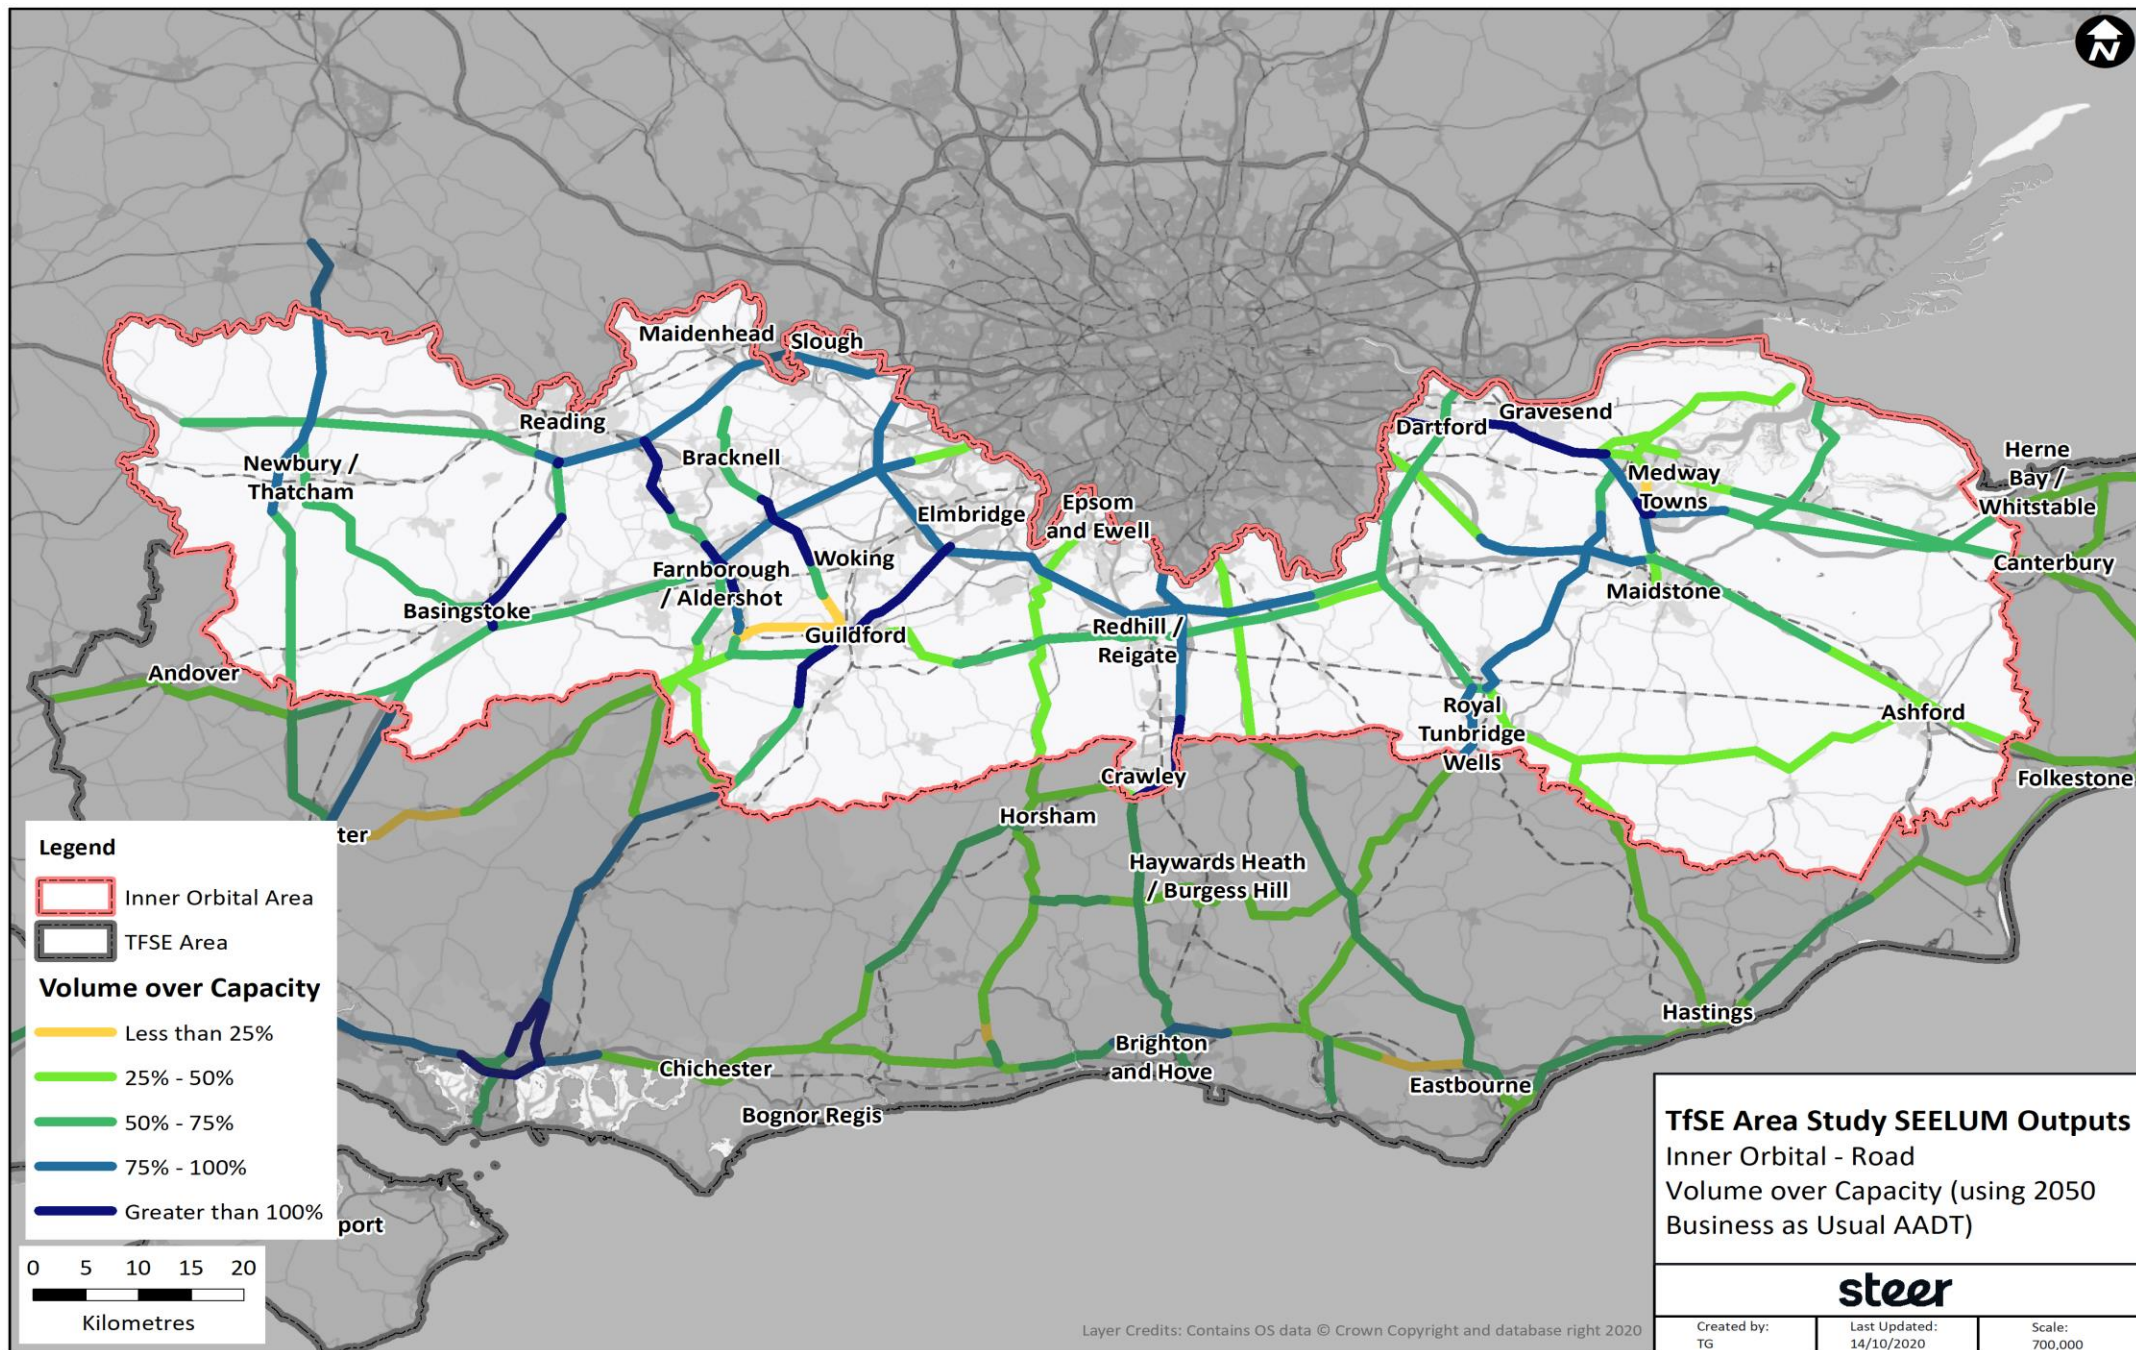 N
Maidenhead
Slough
Reading
Gravesend
Dartford
Bracknell
Newbury /
Thatcham
Medway
Towns
Herne
Bay /
Whitstable
Elmbridge
Epsom
and Ewell
Woking
Farnborough
/ Aldershot
Canterbury
Maidstone
Basingstoke
Guildford
Redhill /
Reigate
Andover
Royal
Tunbridge
Wells
Ashford
Crawley
Folkestone
Horsham
ter
Haywards Heath
/ Burgess Hill
Hastings
Brighton
and Hove
Chichester
Eastbourne
Bognor Regis
port
Legend
Inner Orbital Area
TFSE Area
Volume over Capacity
Less than 25%
25% - 50%
50% - 75%
75% - 100%
Greater than 100%
0 5 10 15 20
Kilometres
TfSE Area Study SEELUM Outputs
Inner Orbital - Road
Volume over Capacity (using 2050
Business as Usual AADT)
steer
Created by:
TG
Last Updated:
14/10/2020
Scale:
700,000
Layer Credits: Contains OS data © Crown Copyright and database right 2020